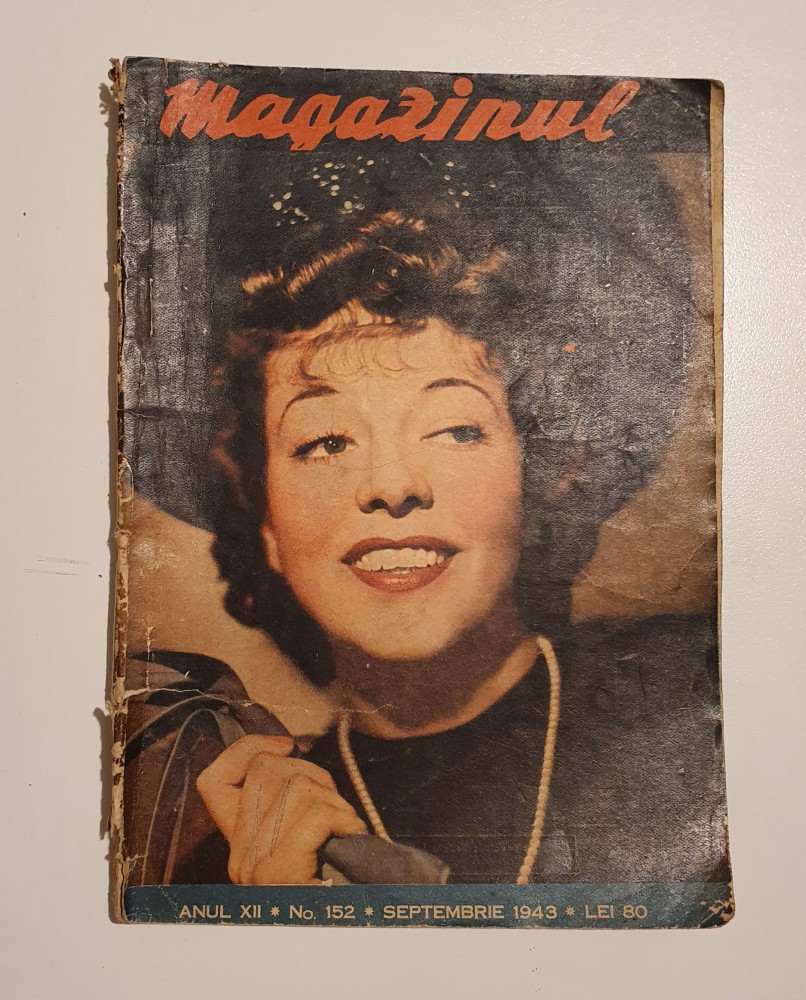 Magazinul
ANUL XII * No. 152 * SEPTEMBRIE 1943 * LEI 80